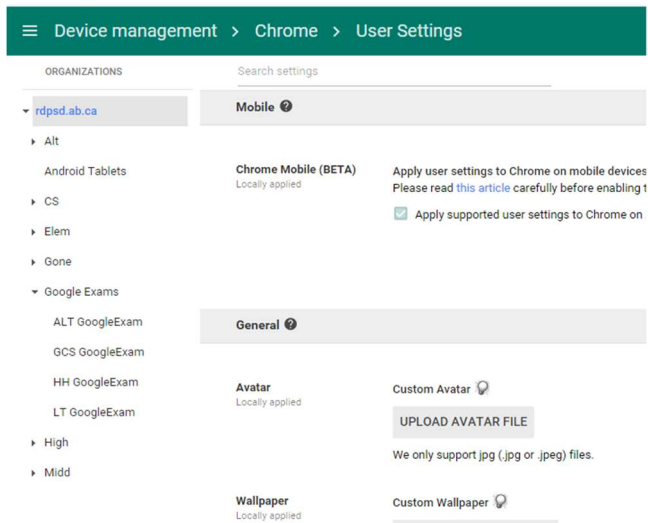 Device management > Chrome > User Settings
ORGANIZATIONS
Search settings
rdpsd.ab.ca
Alt
Android Tablets
CS
Elem
Gone
Google Exams
ALT GoogleExam
GCS GoogleExam
HH GoogleExam
LT GoogleExam
High
Midd
Mobile
Chrome Mobile (BETA)
Locally applied
Apply user settings to Chrome on mobile devices
Please read this article carefully before enabling t
Apply supported user settings to Chrome on
General
Avatar
Locally applied
Custom Avatar
UPLOAD AVATAR FILE
We only support jpg (.jpg or .jpeg) files.
Wallpaper
Locally applied
Custom Wallpaper